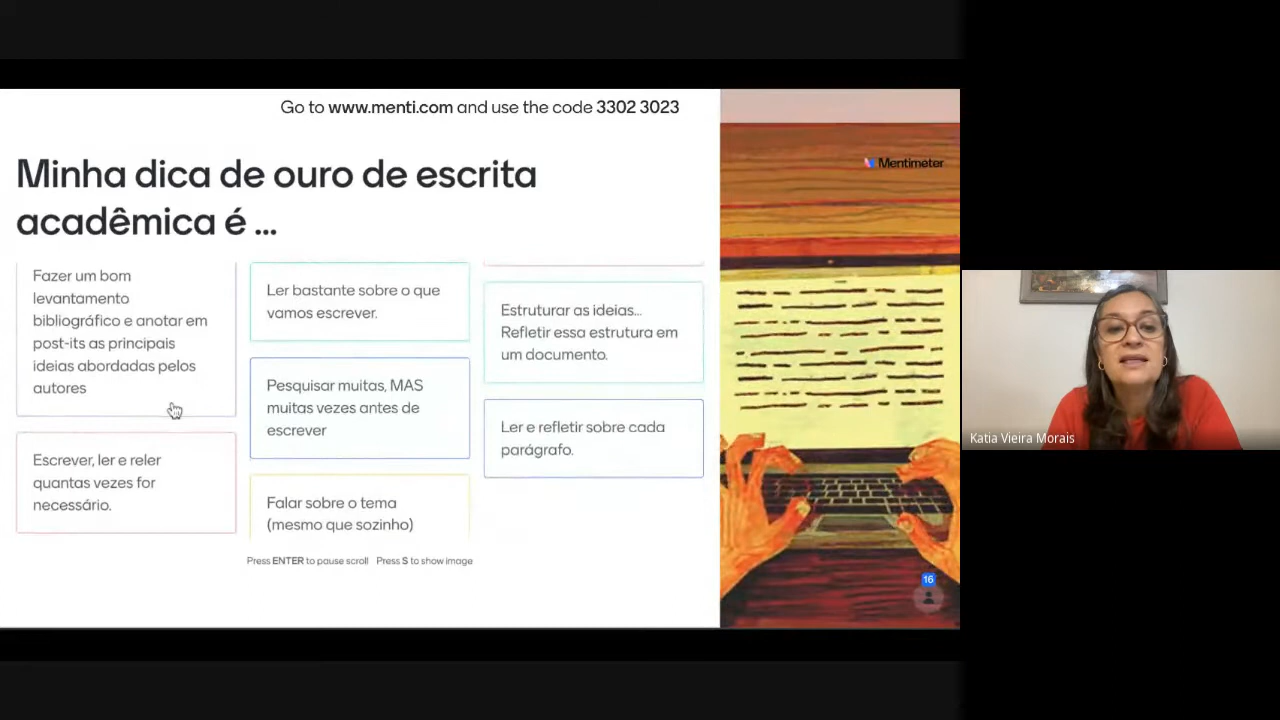 Go to www.menti.com and use the code 3302 3023
Mentimeter
Minha dica de ouro de escrita
acadêmica é ...
Fazer um bom
levantamento
bibliográfico e anotar em
post-its as principais
ideias abordadas pelos
autores
Escrever, ler e reler
quantas vezes for
necessário.
Ler bastante sobre o que
vamos escrever.
Pesquisar muitas, MAS
muitas vezes antes de
escrever
Falar sobre o tema
(mesmo que sozinho)
Estruturar as ideias...
Refletir essa estrutura em
um documento.
Ler e refletir sobre cada
parágrafo.
Press ENTER to pause scroll Press S to show image
16
Katia Vieira Morais